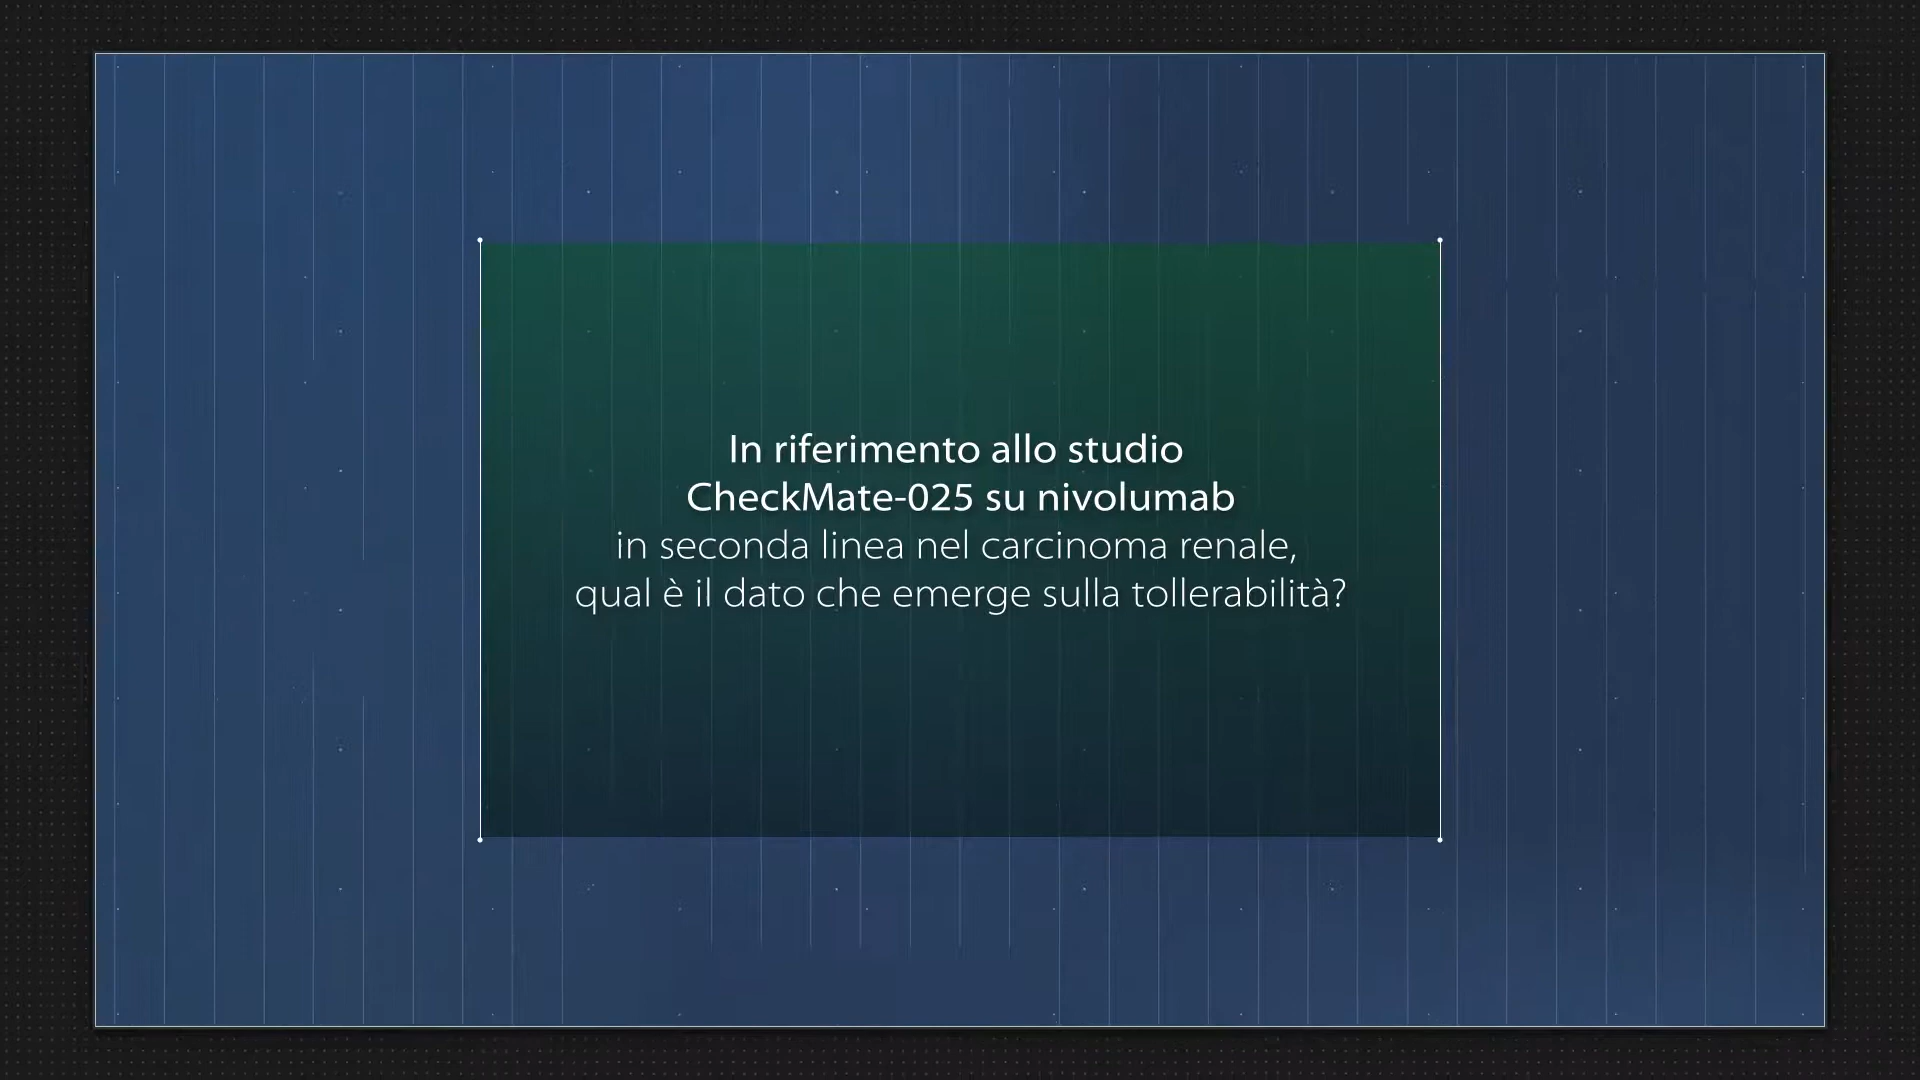 In riferimento allo studio
CheckMate-025 su nivolumab
in seconda linea nel carcinoma renale,
qual è il dato che emerge sulla tollerabilità?